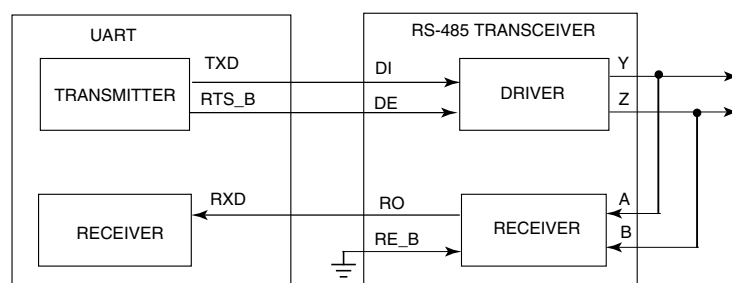 UART
RS-485 TRANSCEIVER
TRANSMITTER
TXD
DI
RTS_B
DE
DRIVER
Y
Z
RECEIVER
RXD
RO
RE_B
RECEIVER
A
B